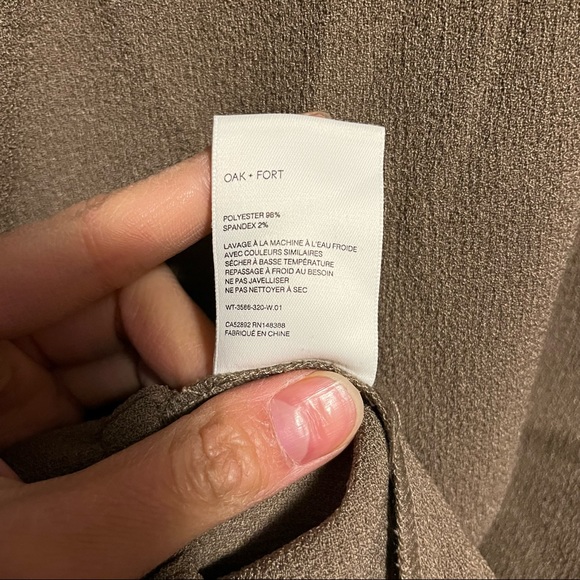 OAK + FORT
POLYESTER 98%
SPANDEX 2%
LAVAGE À LA MACHINE À L'EAU FROIDE
AVEC COULEURS SIMILAIRES
SÉCHER À BASSE TEMPÉRATURE
REPASSAGE À FROID AU BESOIN
NE PAS JAVELLISER
NE PAS NETTOYER À SEC
WT-3566-320-W.01
CA52892 RN148388
FABRIQUÉ EN CHINE